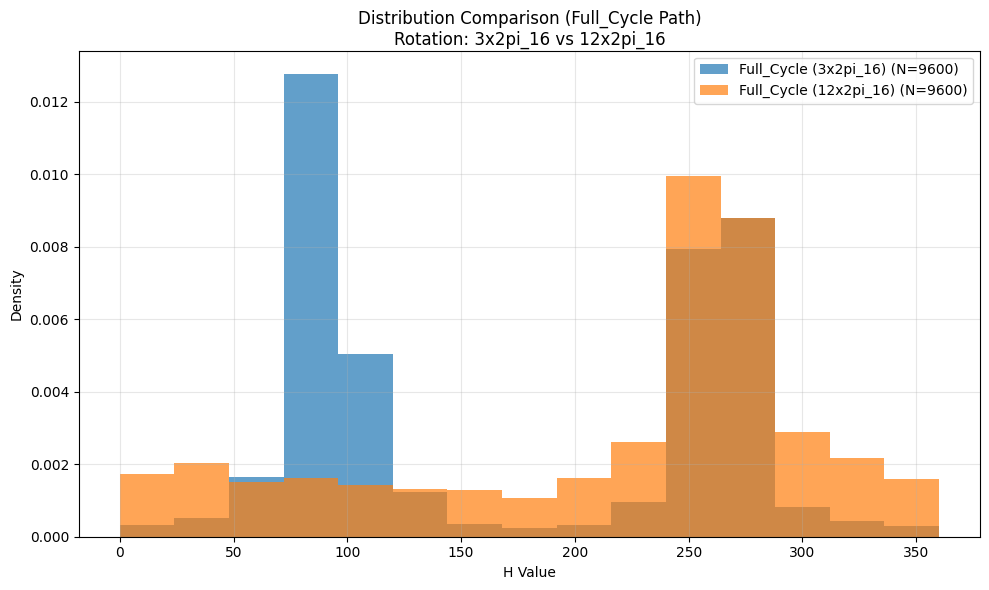 Distribution Comparison (Full_Cycle Path)
Rotation: 3x2pi_16 vs 12x2pi_16
Full_Cycle (3x2pi_16) (N=9600)
Full_Cycle (12x2pi_16) (N=9600)
Density
0.012
0.010
0.008
0.006
0.004
0.002
0.000
0 50 100 150 200 250 300 350
H Value